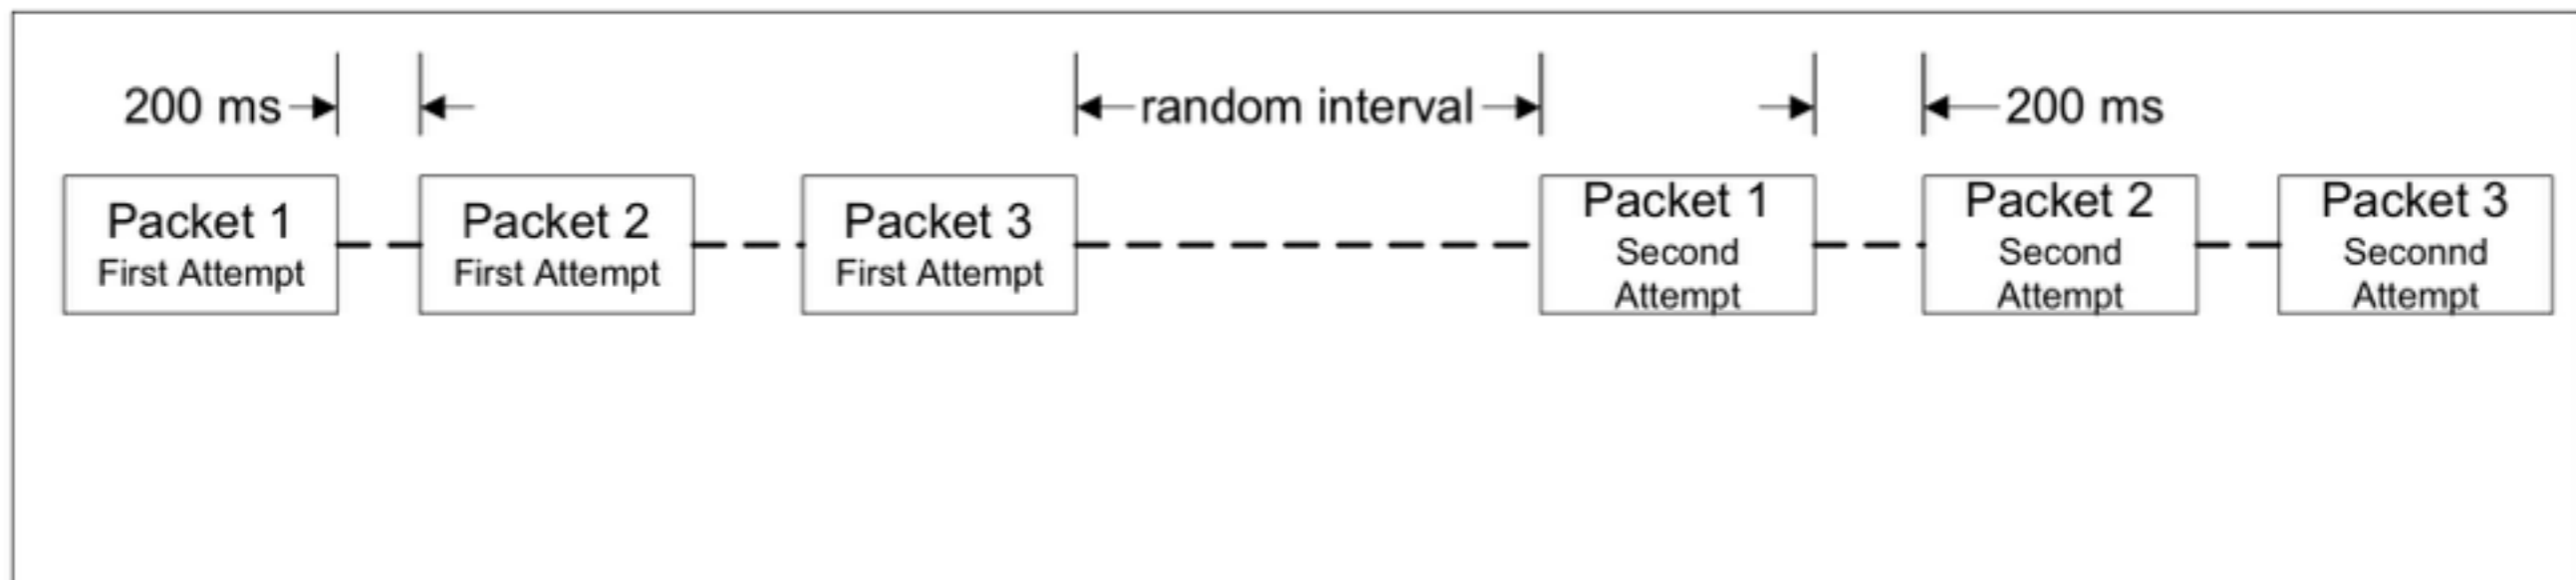 200 ms
random interval
200 ms
Packet 1
First Attempt
Packet 2
First Attempt
Packet 3
First Attempt
Packet 1
Second
Attempt
Packet 2
Second
Attempt
Packet 3
Seconnd
Attempt